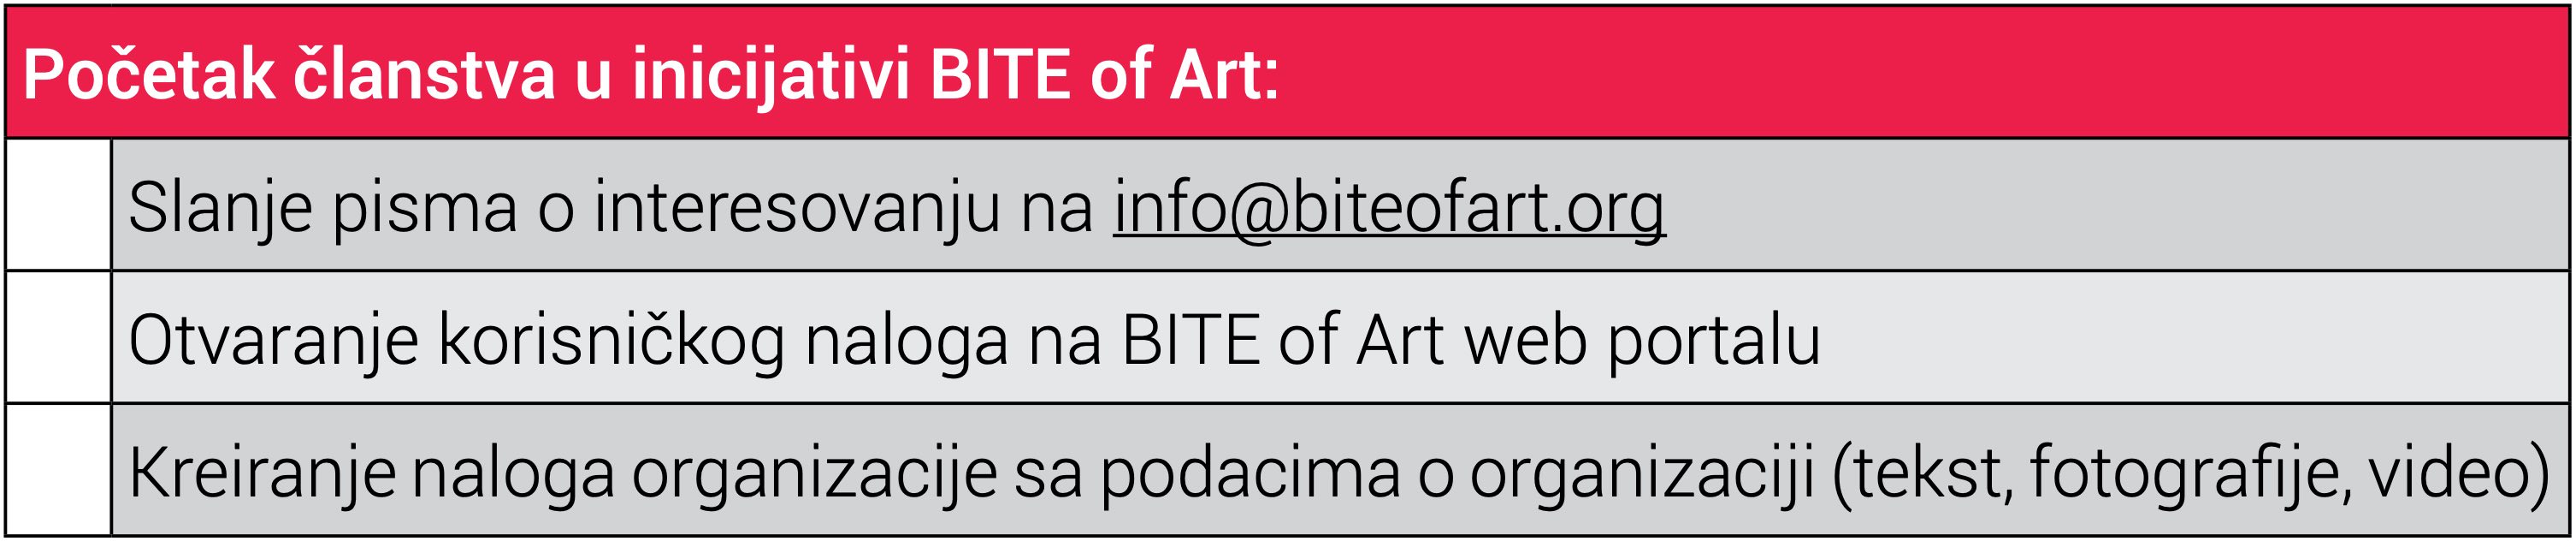 Početak članstva u inicijativi BITE of Art:
Slanje pisma o interesovanju na info@biteofart.org
Otvaranje korisničkog naloga na BITE of Art web portalu
Kreiranje naloga organizacije sa podacima o organizaciji (tekst, fotografije, video)